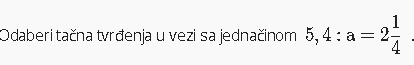 Odaberi tačna tvrđenja u vezi sa jednačinom 5,4 : a = 2 1/4 .